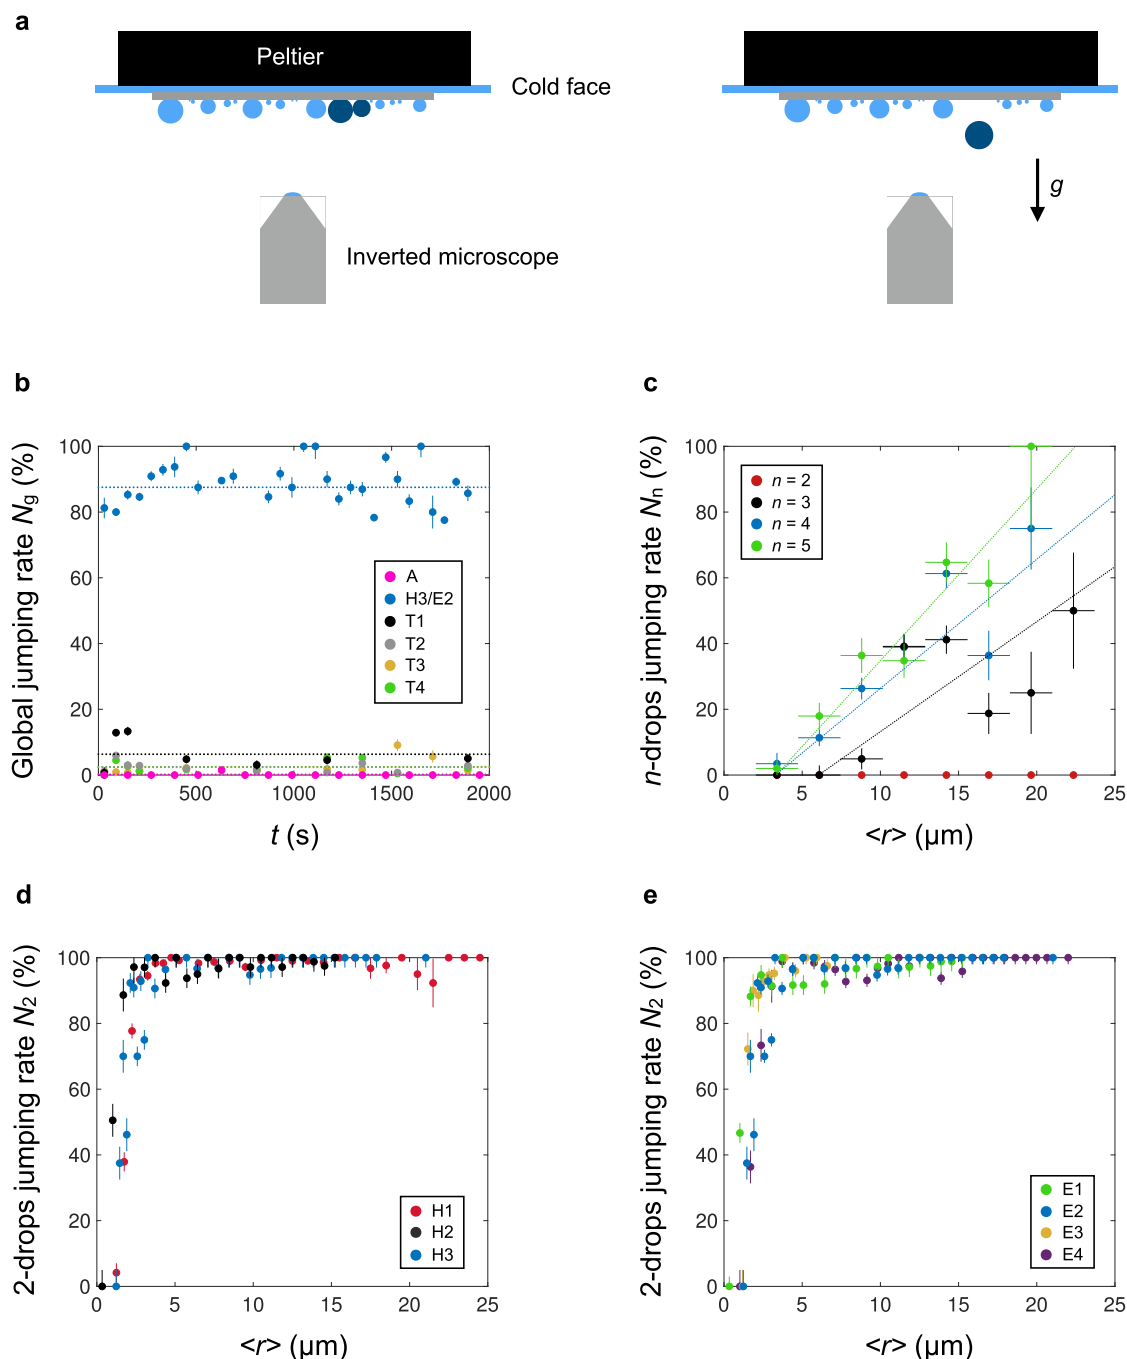 a
Peltier
Cold face
g
Inverted microscope
b
Global jumping rate Ng (%)
100
80
60
40
20
0
A
H3/E2
T1
T2
T3
T4
0 500 1000 1500 2000
t (s)
c
n-drops jumping rate Nn (%)
100
80
60
40
20
0
n = 2
n = 3
n = 4
n = 5
0 5 10 15 20 25
<r> (µm)
d
2-drops jumping rate N2 (%)
100
80
60
40
20
0
H1
H2
H3
0 5 10 15 20 25
<r> (µm)
e
2-drops jumping rate N2 (%)
100
80
60
40
20
0
E1
E2
E3
E4
0 5 10 15 20 25
<r> (µm)